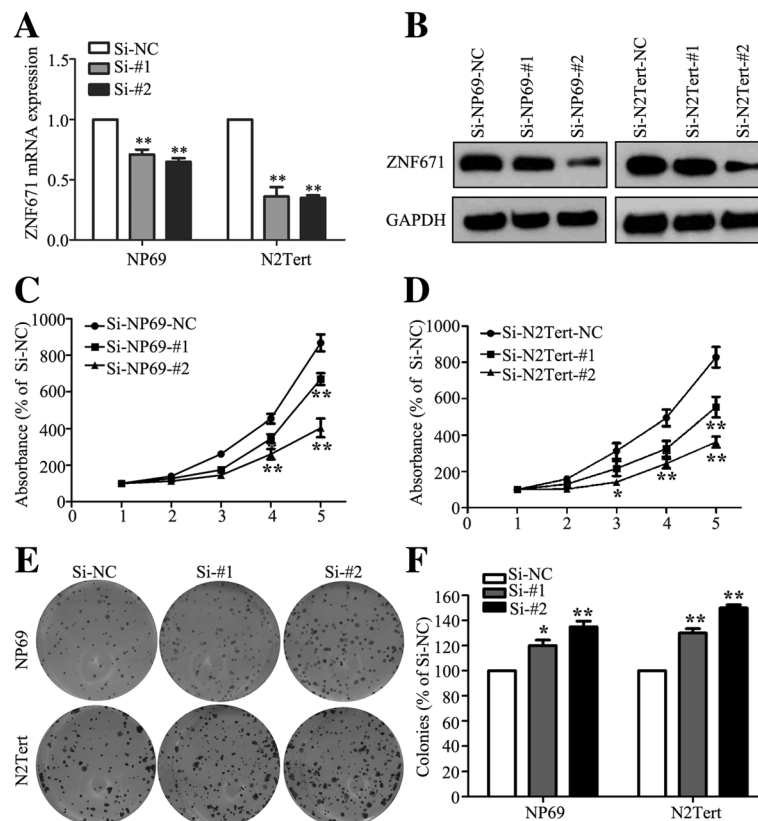 A
Si-NC
Si-#1
Si-#2
ZNF671 mRNA expression
1.5
1.0
0.5
0.0
** ** ** **
NP69 N2Tert
B
Si-NP69-NC Si-NP69-#1 Si-NP69-#2 Si-N2Tert-NC Si-N2Tert-#1 Si-N2Tert-#2
ZNF671
GAPDH
C
Si-NP69-NC
Si-NP69-#1
Si-NP69-#2
Absorbance (% of Si-NC)
1000
800
600
400
200
0
**
** **
0 1 2 3 4 5
D
Si-N2Tert-NC
Si-N2Tert-#1
Si-N2Tert-#2
Absorbance (% of Si-NC)
1000
800
600
400
200
0
**
* ** **
0 1 2 3 4 5
E
Si-NC Si-#1 Si-#2
NP69
N2Tert
F
Si-NC
Si-#1
Si-#2
Colonies (% of Si-NC)
160
140
120
100
80
60
40
20
0
* ** ** **
NP69 N2Tert